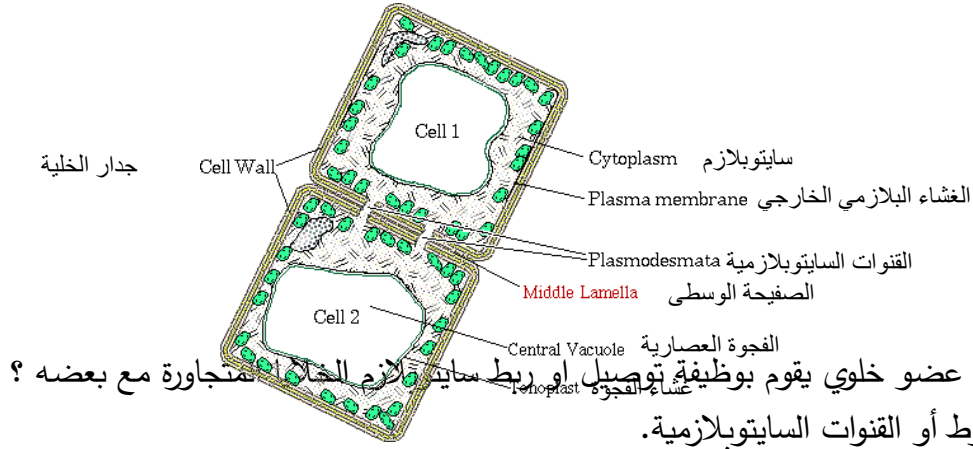 Cell 1
Cytoplasm سايتوبلازم
Cell Wall جدار الخلية
Plasma membrane الغشاء البلازمي الخارجي
Plasmodesmata القنوات السايتوبلازمية
Middle Lamella الصفيحة الوسطى
Cell 2
Central Vacuole الفجوة العصارية
Tonoplast غشاء الفجوة
عضو خلوي يقوم بوظيفة توصيل او ربط سايتوبلازم الخلايا المتجاورة مع بعضه ؟
أو القنوات السايتوبلازمية.